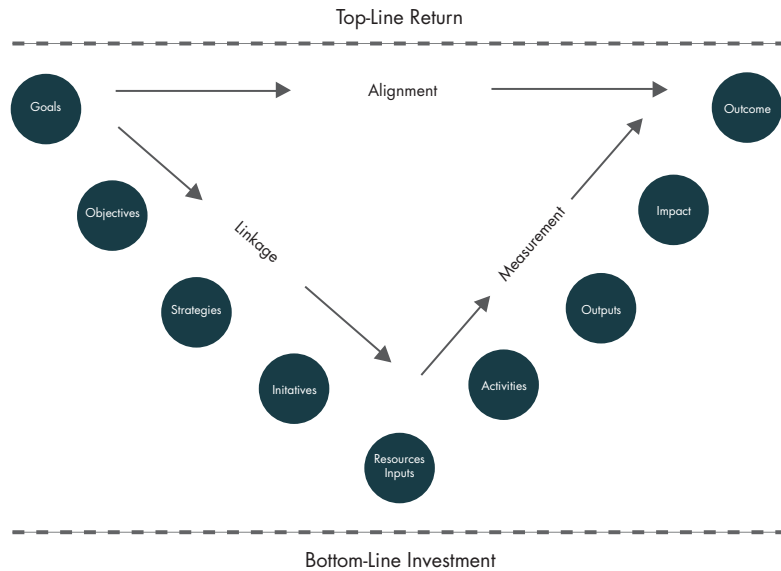 Top-Line Return
Goals
Alignment
Outcome
Objectives
Linkage
Measurement
Impact
Strategies
Outputs
Initatives
Activities
Resources
Inputs
Bottom-Line Investment